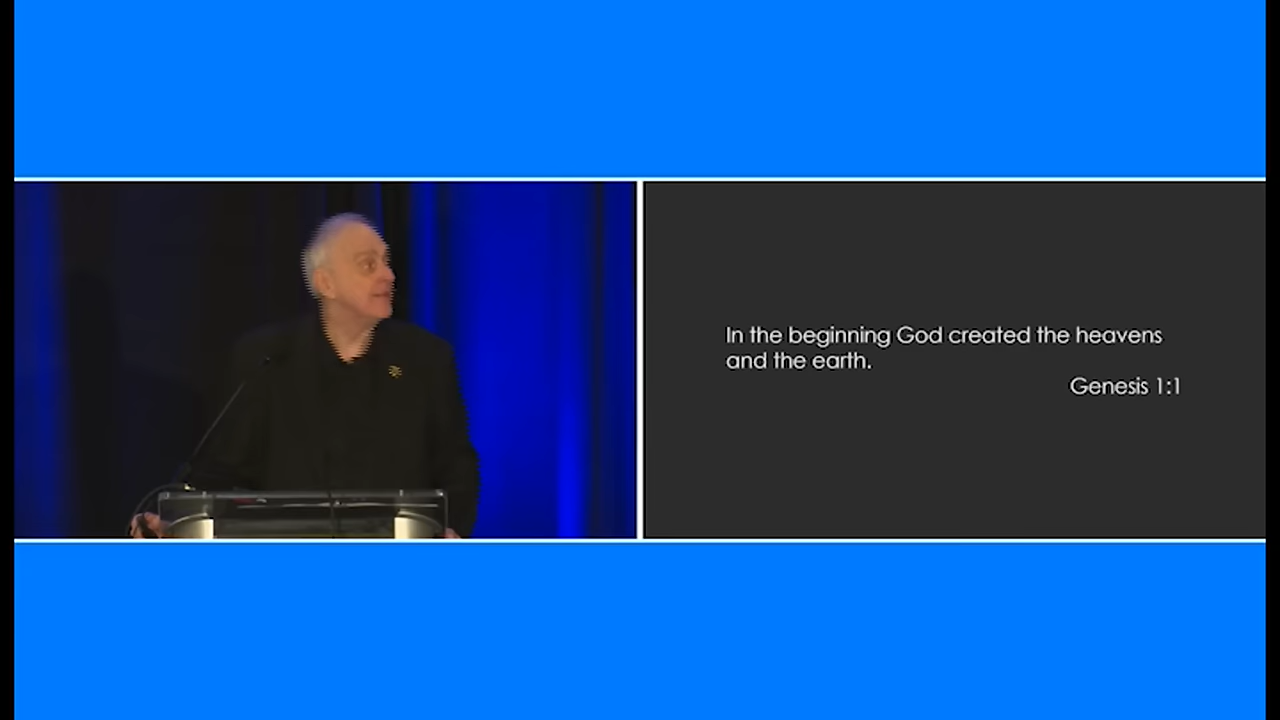 In the beginning God created the heavens
and the earth.
Genesis 1:1